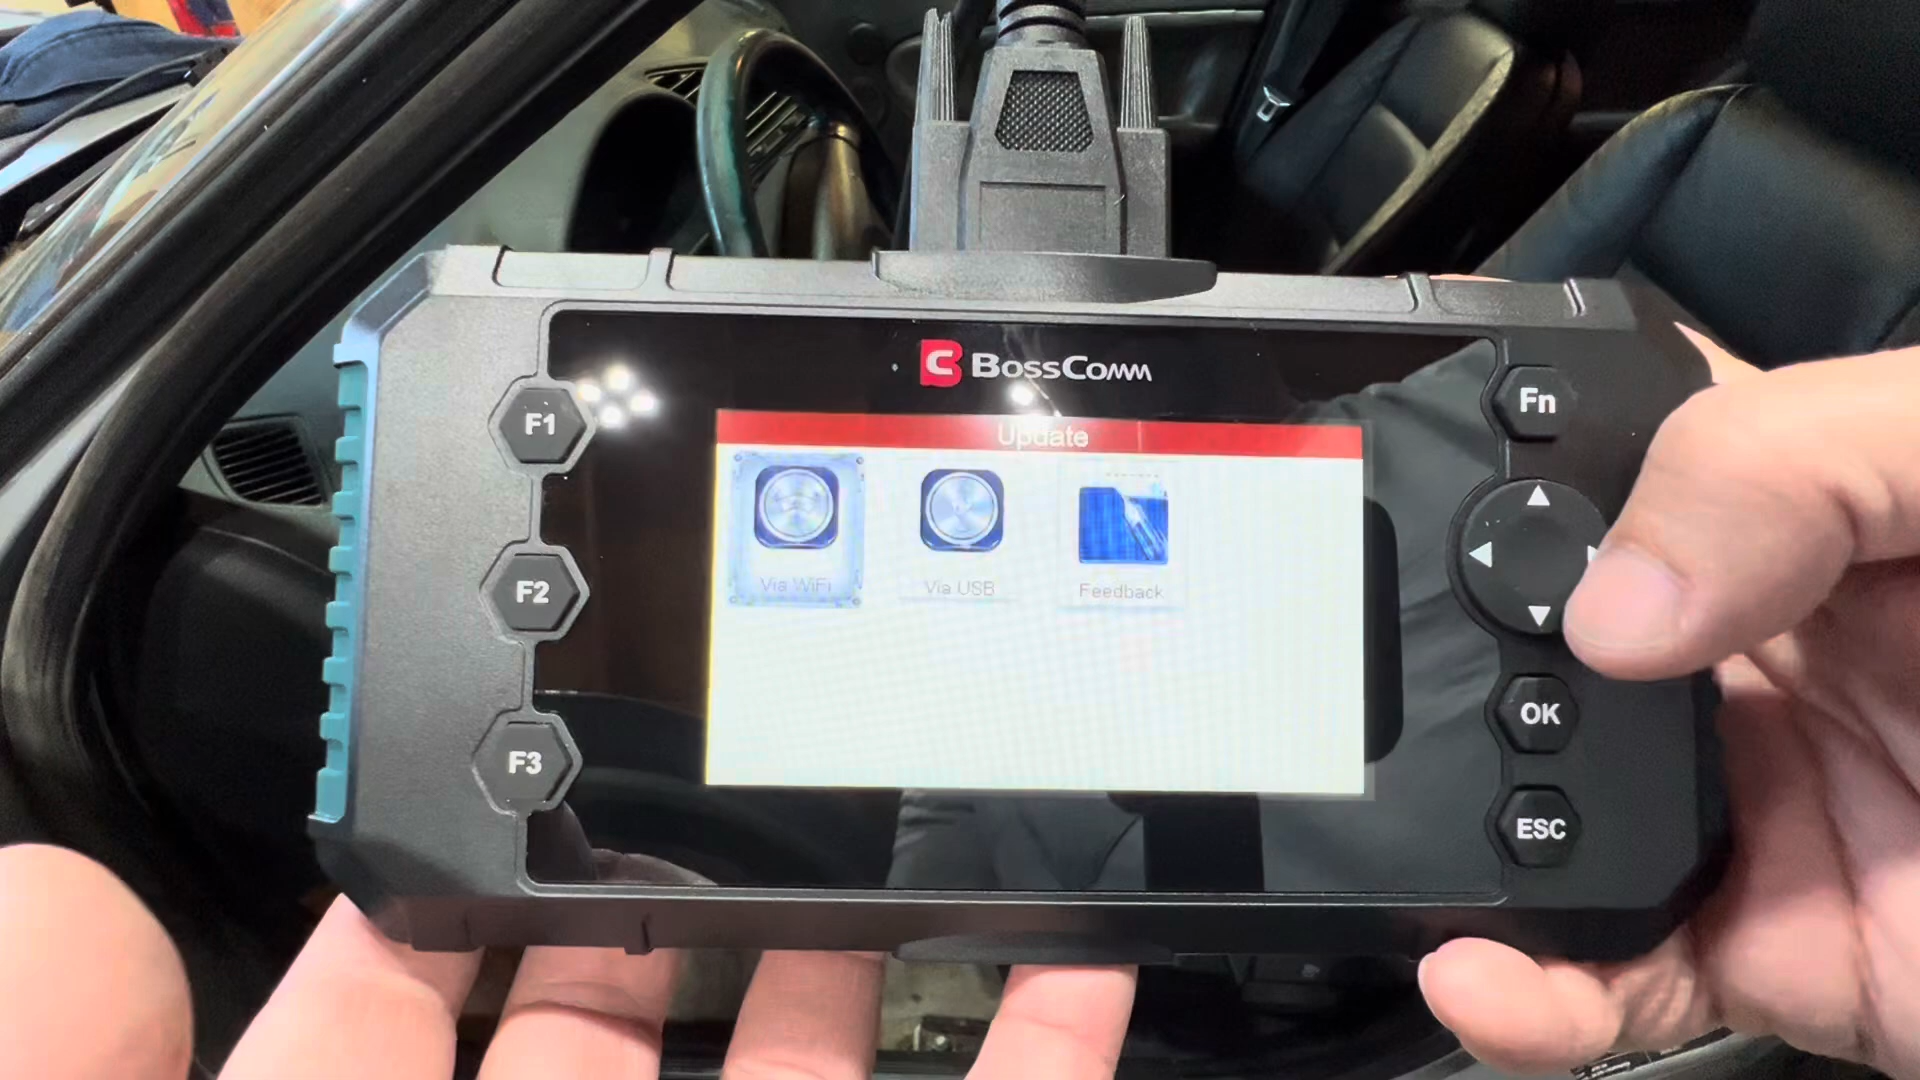 BossComm
Update
F1
Fn
Via WiFi
Via USB
Feedback
F2
OK
F3
ESC